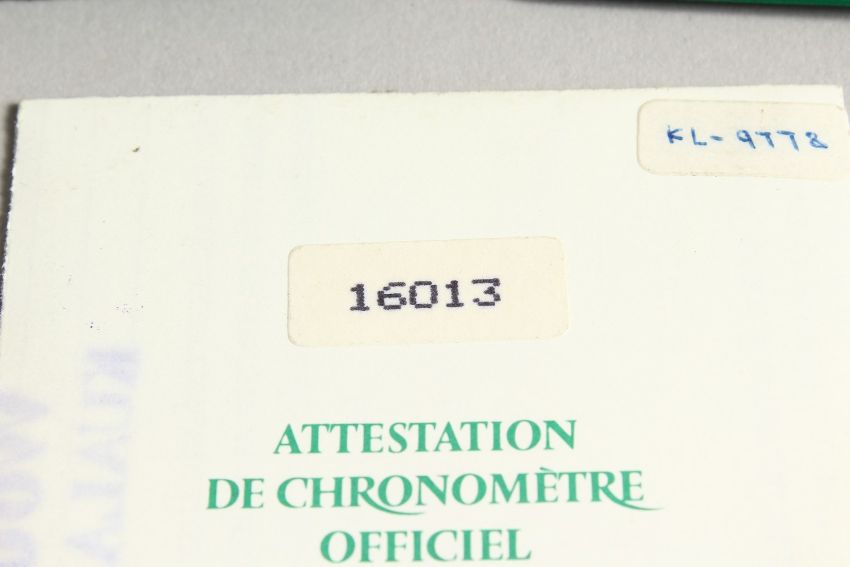 KL-9778
16013
ATTESTATION
DE CHRONOMÈTRE
OFFICIEL